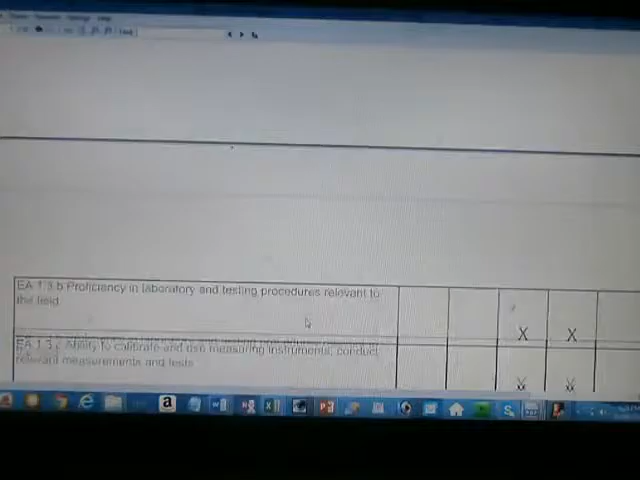 EA 1.3.b Proficiency in laboratory and testing procedures relevant to
the field
X X
EA 1.3.c Ability to calibrate and use measuring instruments, conduct
relevant measurements and tests
X X